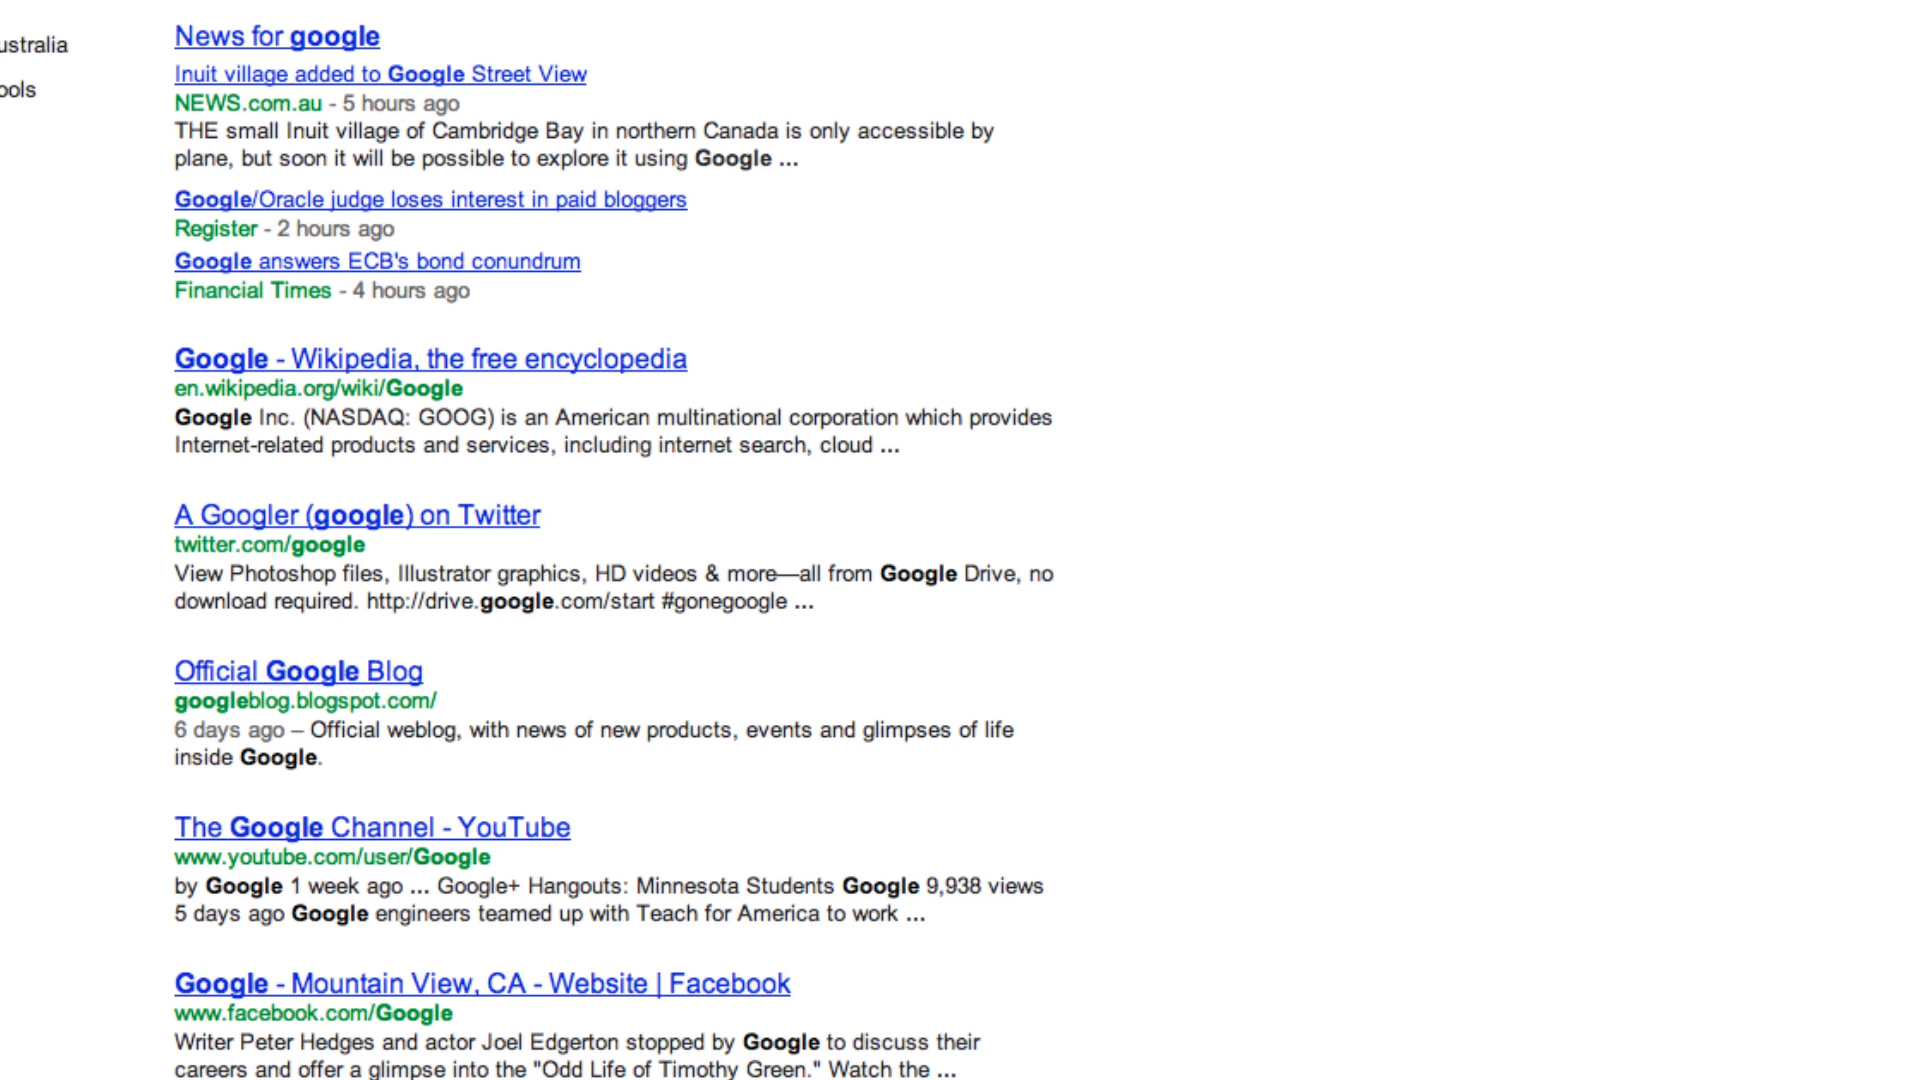 ustralia
ools
News for google
Inuit village added to Google Street View
NEWS.com.au - 5 hours ago
THE small Inuit village of Cambridge Bay in northern Canada is only accessible by
plane, but soon it will be possible to explore it using Google ...
Google/Oracle judge loses interest in paid bloggers
Register - 2 hours ago
Google answers ECB's bond conundrum
Financial Times - 4 hours ago
Google - Wikipedia, the free encyclopedia
en.wikipedia.org/wiki/Google
Google Inc. (NASDAQ: GOOG) is an American multinational corporation which provides
Internet-related products and services, including internet search, cloud ...
A Googler (google) on Twitter
twitter.com/google
View Photoshop files, Illustrator graphics, HD videos & more—all from Google Drive, no
download required. http://drive.google.com/start #gonegoogle ...
Official Google Blog
googleblog.blogspot.com/
6 days ago – Official weblog, with news of new products, events and glimpses of life
inside Google.
The Google Channel - YouTube
www.youtube.com/user/Google
by Google 1 week ago ... Google+ Hangouts: Minnesota Students Google 9,938 views
5 days ago Google engineers teamed up with Teach for America to work ...
Google - Mountain View, CA - Website | Facebook
www.facebook.com/Google
Writer Peter Hedges and actor Joel Edgerton stopped by Google to discuss their
careers and offer a glimpse into the "Odd Life of Timothy Green." Watch the ...